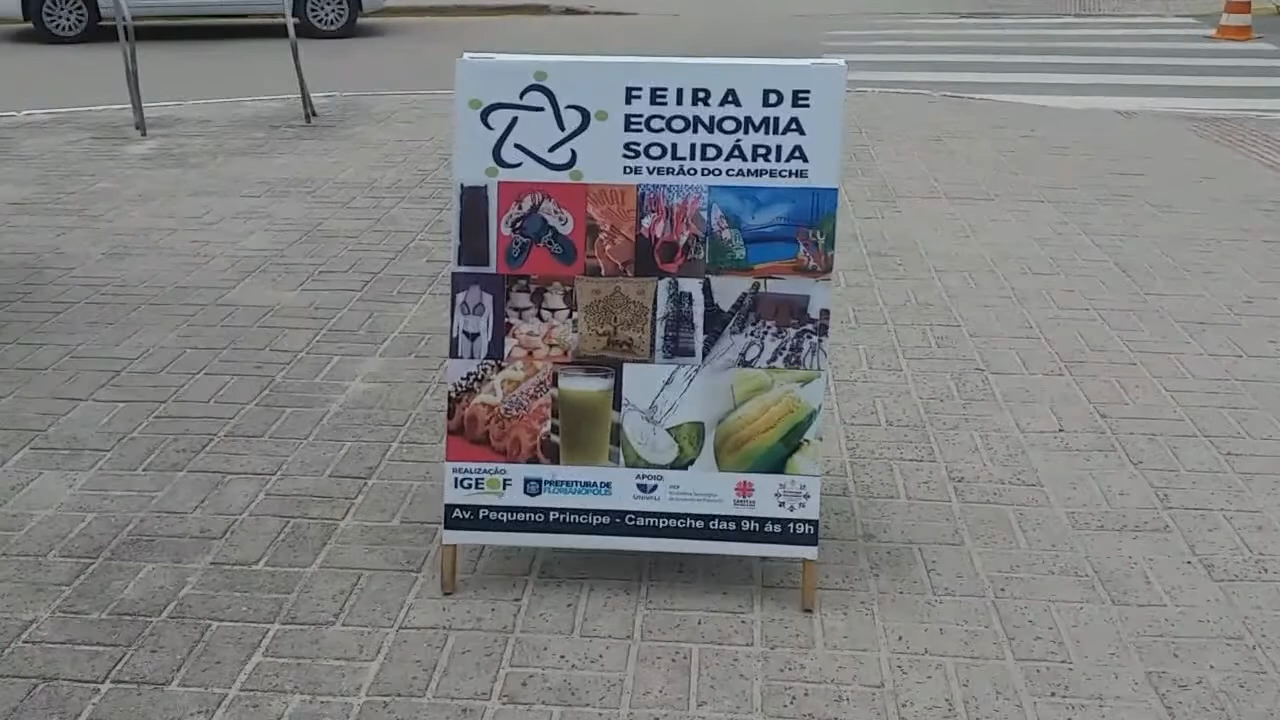 FEIRA DE
ECONOMIA
SOLIDÁRIA
DE VERÃO DO CAMPECHE
REALIZAÇÃO:
IGEOF
PREFEITURA DE
FLORIANÓPOLIS
APOIO:
UNIVALI
Av. Pequeno Principe - Campeche das 9h ás 19h